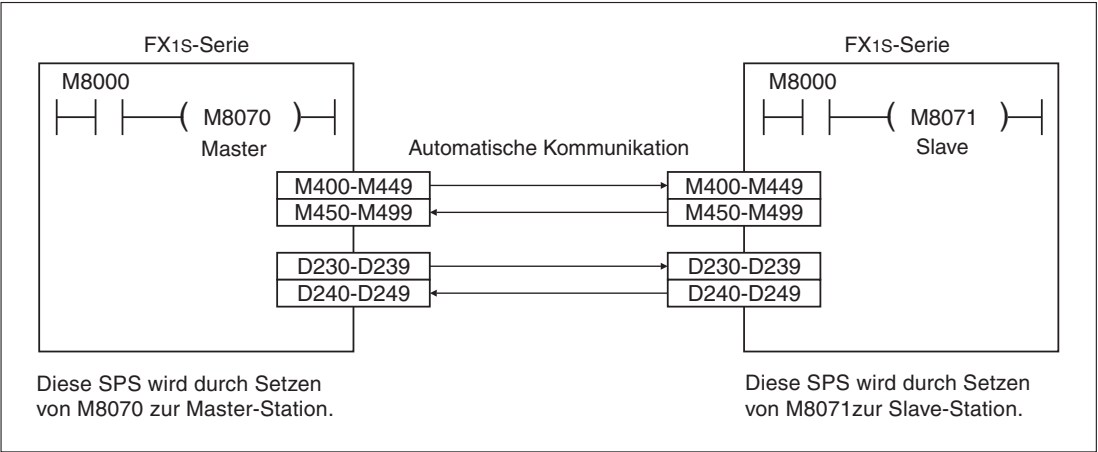 FX1S-Serie
M8000
M8070
Master
M400-M449
M450-M499
D230-D239
D240-D249
Diese SPS wird durch Setzen
von M8070 zur Master-Station.
Automatische Kommunikation
FX1S-Serie
M8000
M8071
Slave
M400-M449
M450-M499
D230-D239
D240-D249
Diese SPS wird durch Setzen
von M8071zur Slave-Station.